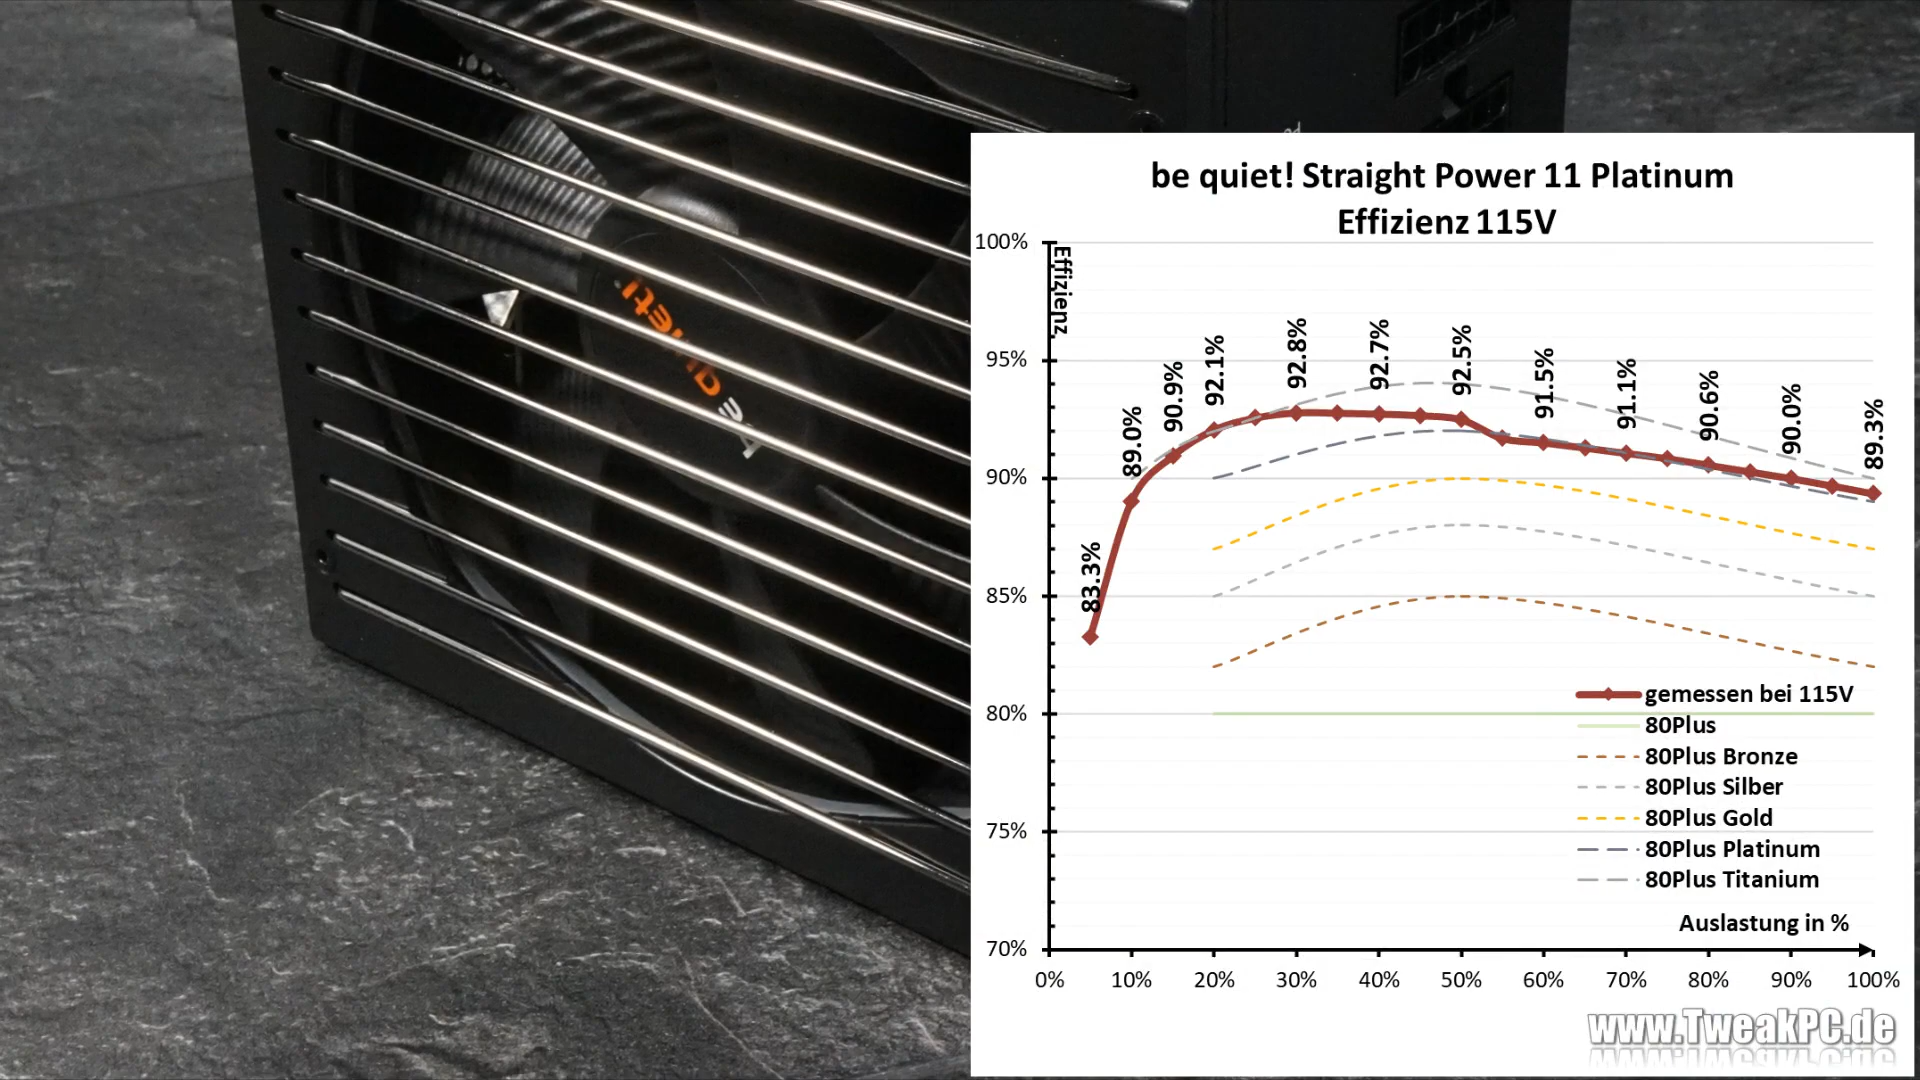 be quiet! Straight Power 11 Platinum
Effizienz 115V
Effizienz
100%
95%
90%
85%
80%
75%
70%
83.3%
89.0%
90.9%
92.1%
92.8%
92.7%
92.5%
91.5%
91.1%
90.6%
90.0%
89.3%
gemessen bei 115V
80Plus
80Plus Bronze
80Plus Silber
80Plus Gold
80Plus Platinum
80Plus Titanium
Auslastung in %
0% 10% 20% 30% 40% 50% 60% 70% 80% 90% 100%
www.TweakPC.de